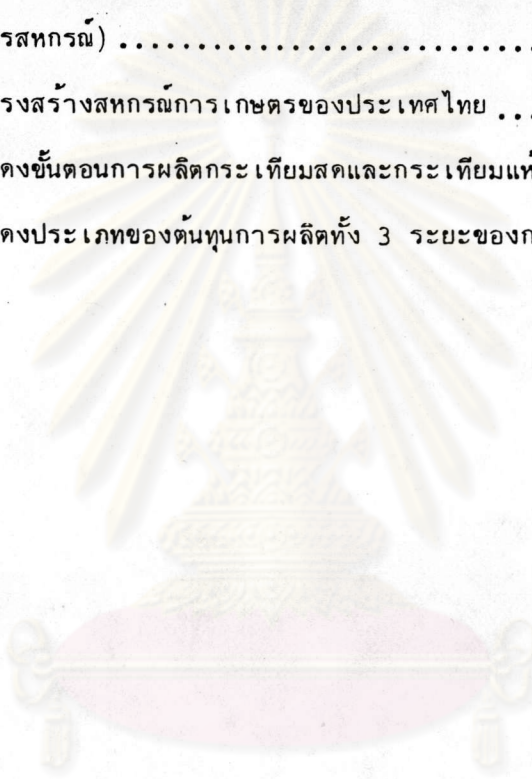 รสหกรณ์) ..............................
รงสร้างสหกรณ์การเกษตรของประเทศไทย ...
ดงขั้นตอนการผลิตกระเทียมสดและกระเทียมแห
ดงประเภทของต้นทุนการผลิตทั้ง 3 ระยะของก